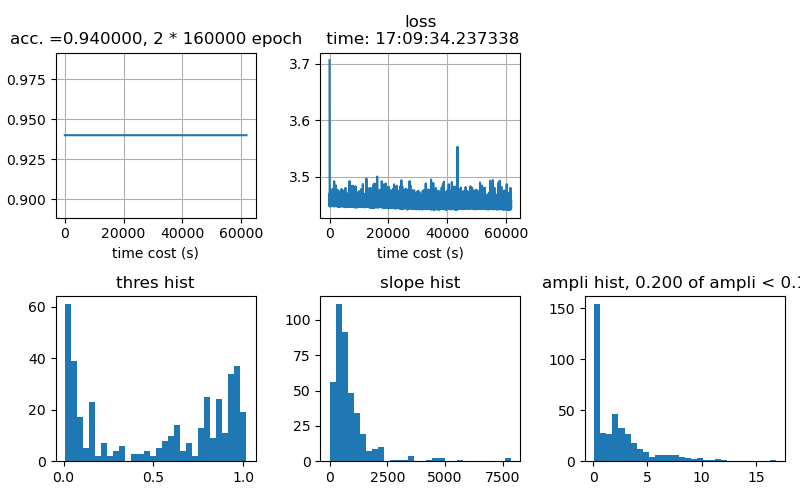 acc. =0.940000, 2 * 160000 epoch
0.975
0.950
0.925
0.900
0 20000 40000 60000
time cost (s)
loss
time: 17:09:34.237338
3.7
3.6
3.5
0 20000 40000 60000
time cost (s)
thres hist
60
40
20
0
0.0 0.5 1.0
slope hist
100
75
50
25
0
0 2500 5000 7500
ampli hist, 0.200 of ampli < 0.1
150
100
50
0
0 5 10 15